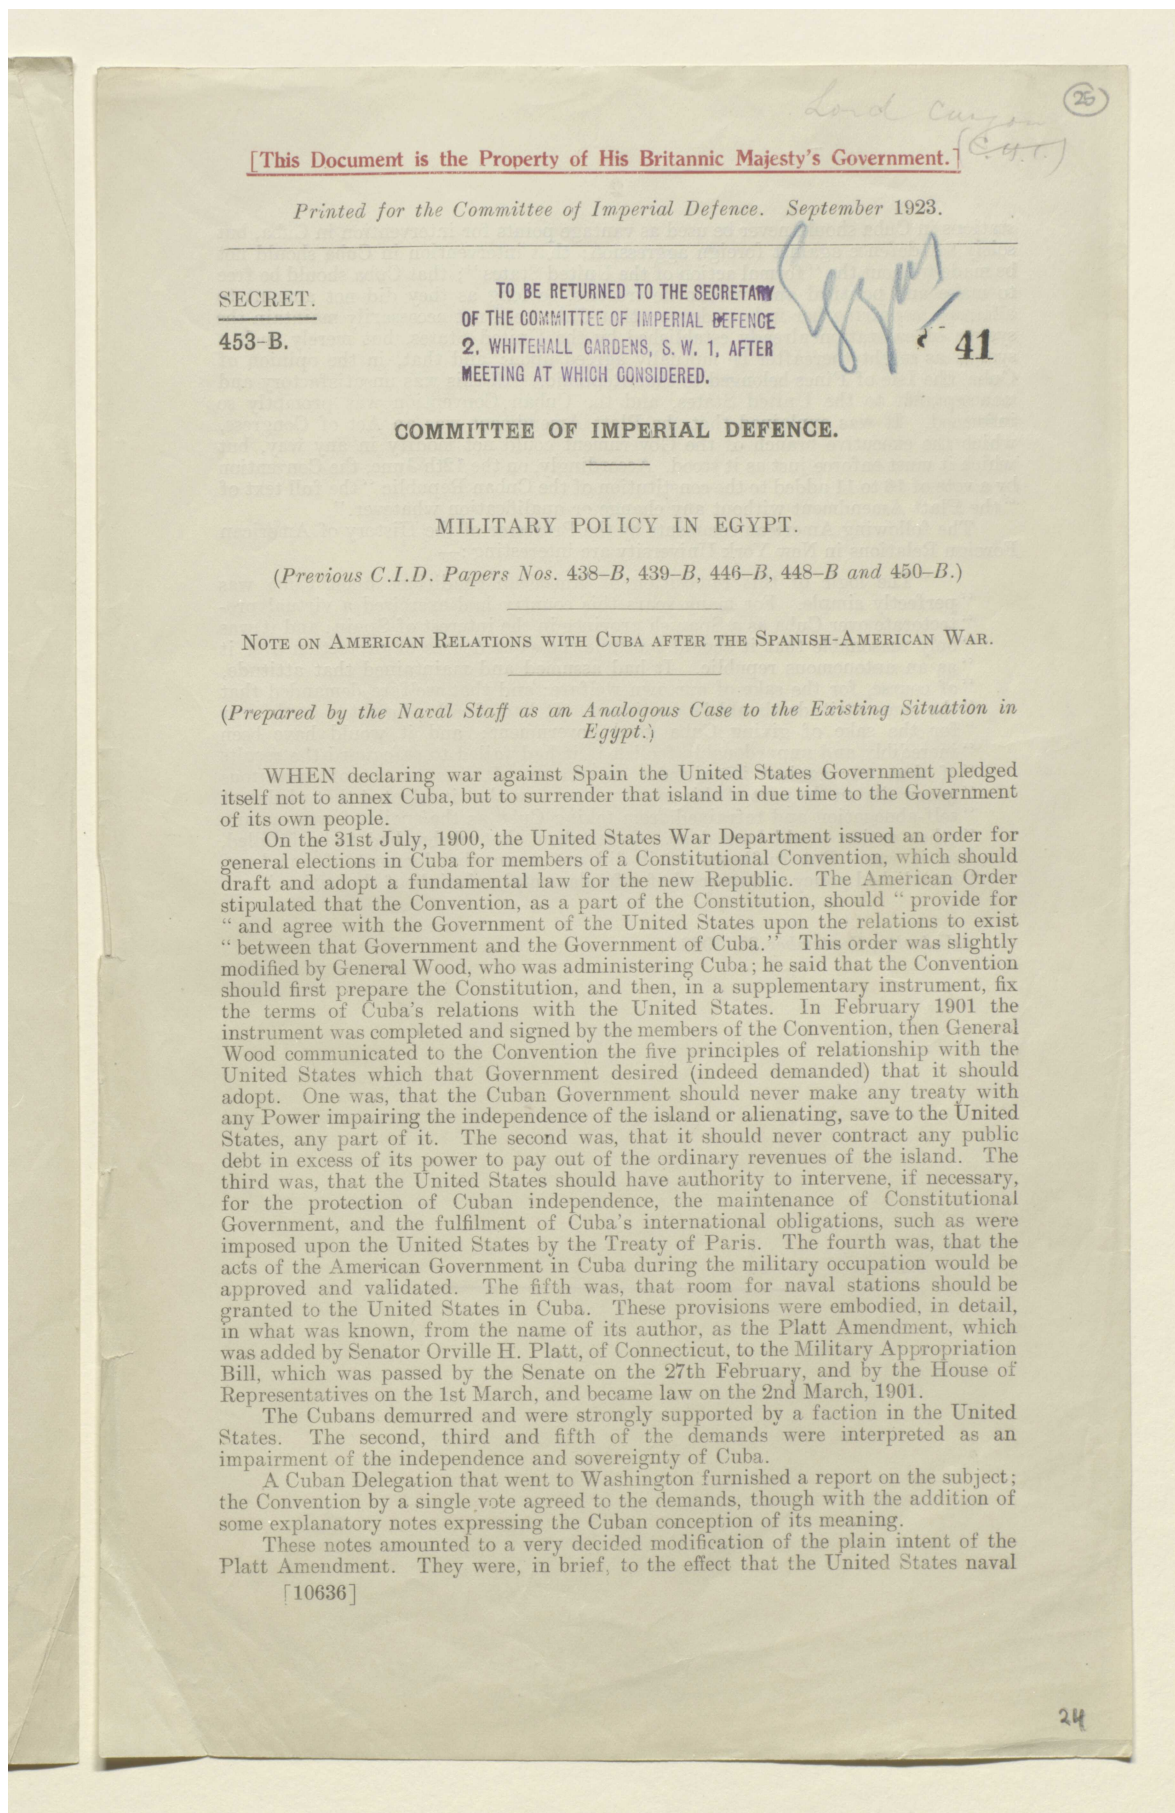 Lord Curzon
25
[This Document is the Property of His Britannic Majesty's Government.]
Printed for the Committee of Imperial Defence. September 1923.
SECRET.
453-B.
TO BE RETURNED TO THE SECRETARY
OF THE COMMITTEE OF IMPERIAL DEFENCE
2, WHITEHALL GARDENS, S. W. 1, AFTER
MEETING AT WHICH CONSIDERED.
Egypt
41
COMMITTEE OF IMPERIAL DEFENCE.
MILITARY POLICY IN EGYPT.
(Previous C.I.D. Papers Nos. 438–B, 439–B, 446–B, 448–B and 450–B.)
NOTE ON AMERICAN RELATIONS WITH CUBA AFTER THE SPANISH-AMERICAN WAR.
(Prepared by the Naval Staff as an Analogous Case to the Existing Situation in
Egypt.)
WHEN declaring war against Spain the United States Government pledged
itself not to annex Cuba, but to surrender that island in due time to the Government
of its own people.
On the 31st July, 1900, the United States War Department issued an order for
general elections in Cuba for members of a Constitutional Convention, which should
draft and adopt a fundamental law for the new Republic. The American Order
stipulated that the Convention, as a part of the Constitution, should " provide for
" and agree with the Government of the United States upon the relations to exist
" between that Government and the Government of Cuba." This order was slightly
modified by General Wood, who was administering Cuba; he said that the Convention
should first prepare the Constitution, and then, in a supplementary instrument, fix
the terms of Cuba's relations with the United States. In February 1901 the
instrument was completed and signed by the members of the Convention, then General
Wood communicated to the Convention the five principles of relationship with the
United States which that Government desired (indeed demanded) that it should
adopt. One was, that the Cuban Government should never make any treaty with
any Power impairing the independence of the island or alienating, save to the United
States, any part of it. The second was, that it should never contract any public
debt in excess of its power to pay out of the ordinary revenues of the island. The
third was, that the United States should have authority to intervene, if necessary,
for the protection of Cuban independence, the maintenance of Constitutional
Government, and the fulfilment of Cuba's international obligations, such as were
imposed upon the United States by the Treaty of Paris. The fourth was, that the
acts of the American Government in Cuba during the military occupation would be
approved and validated. The fifth was, that room for naval stations should be
granted to the United States in Cuba. These provisions were embodied, in detail,
in what was known, from the name of its author, as the Platt Amendment, which
was added by Senator Orville H. Platt, of Connecticut, to the Military Appropriation
Bill, which was passed by the Senate on the 27th February, and by the House of
Representatives on the 1st March, and became law on the 2nd March, 1901.
The Cubans demurred and were strongly supported by a faction in the United
States. The second, third and fifth of the demands were interpreted as an
impairment of the independence and sovereignty of Cuba.
A Cuban Delegation that went to Washington furnished a report on the subject;
the Convention by a single vote agreed to the demands, though with the addition of
some explanatory notes expressing the Cuban conception of its meaning.
These notes amounted to a very decided modification of the plain intent of the
Platt Amendment. They were, in brief, to the effect that the United States naval
[10636]
24